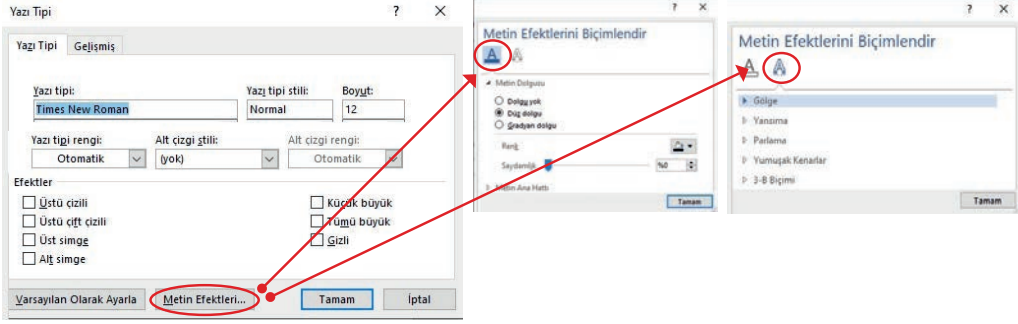 Yazı Tipi ? ×
Yazı Tipi Gelişmiş
Yazı tipi: Yazı tipi stili: Boyut:
Times New Roman Normal 12
Yazı tipi rengi: Alt çizgi stili: Alt çizgi rengi:
Otomatik (yok) Otomatik
Efektler
Üstü çizili Küçük büyük
Üstü çift çizili Tümü büyük
Üst simge Gizli
Alt simge
Varsayılan Olarak Ayarla Metin Efektleri... Tamam İptal
? ×
Metin Efektlerini Biçimlendir
A A
Metin Dolgusu
Dolgu yok
Düz dolgu
Gradyan dolgu
Renk
Saydamlık %0
Metin Ana Hattı
Tamam
? ×
Metin Efektlerini Biçimlendir
A A
Gölge
Yansıma
Parlama
Yumuşak Kenarlar
3-B Biçimi
Tamam